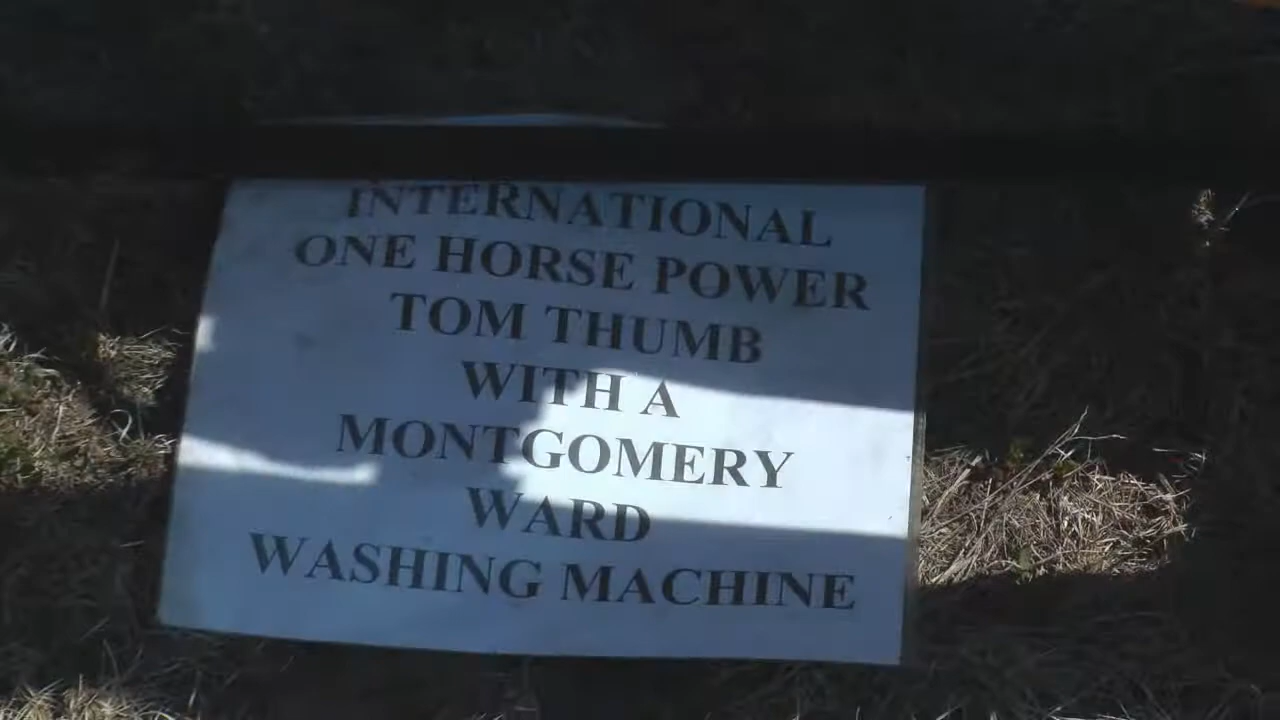 INTERNATIONAL
ONE HORSE POWER
TOM THUMB
WITH A
MONTGOMERY
WARD
WASHING MACHINE